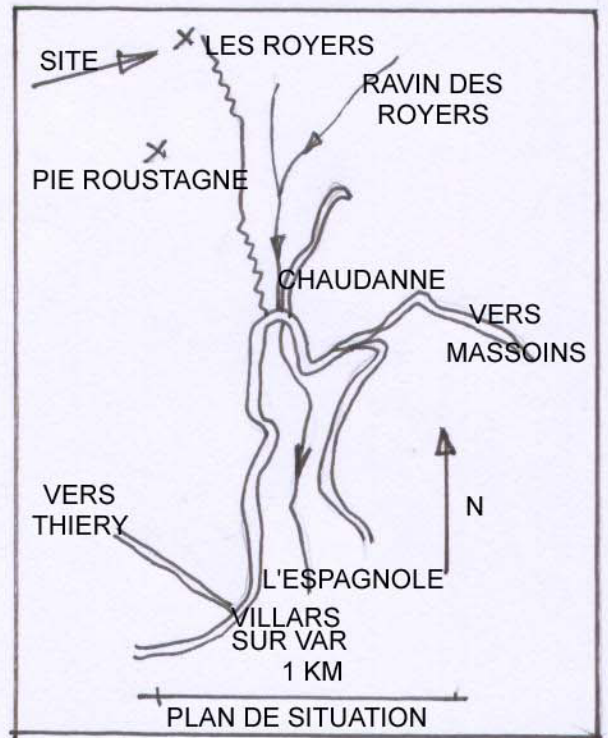 LES ROYERS
SITE
RAVIN DES
ROYERS
PIE ROUSTAGNE
CHAUDANNE
VERS
MASSOINS
VERS
THIERY
N
L'ESPAGNOLE
VILLARS
SUR VAR
1 KM
PLAN DE SITUATION